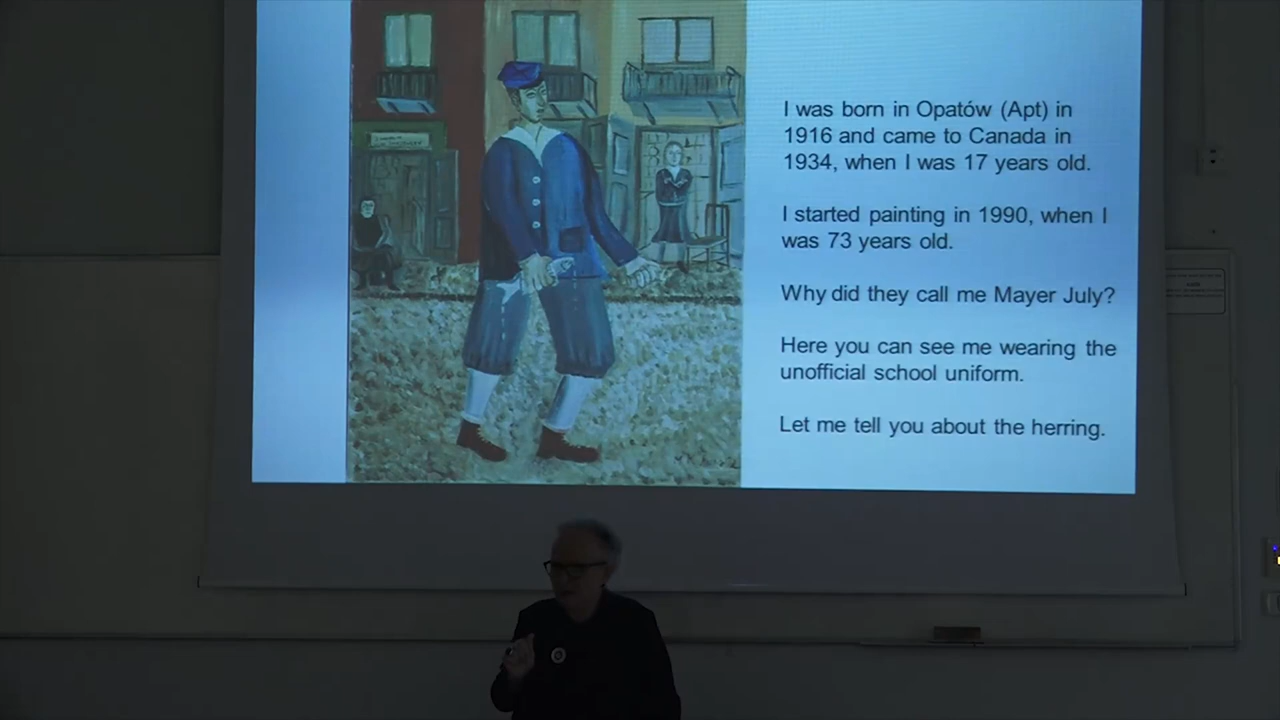 I was born in Opatów (Apt) in
1916 and came to Canada in
1934, when I was 17 years old.
I started painting in 1990, when I
was 73 years old.
Why did they call me Mayer July?
Here you can see me wearing the
unofficial school uniform.
Let me tell you about the herring.